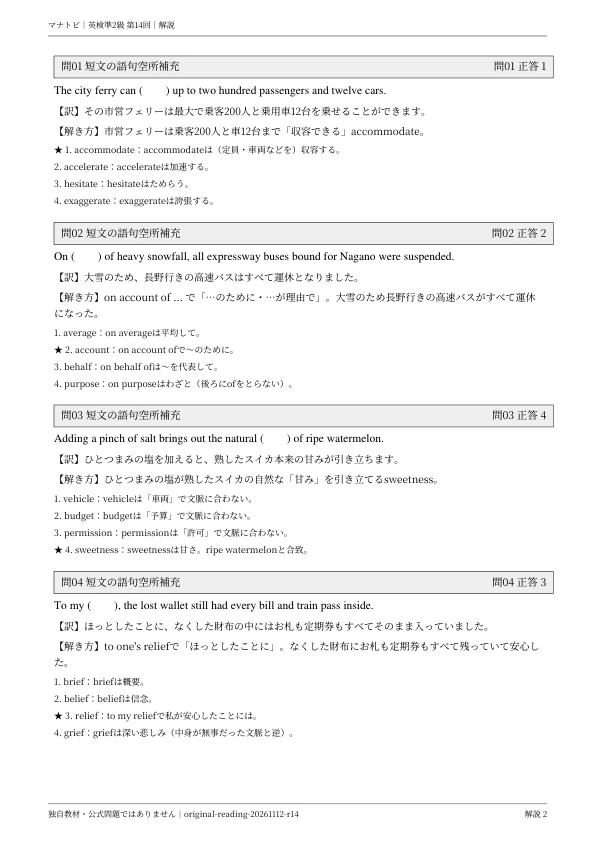 マナトビ｜英検準2級 第14回｜解説
問01 短文の語句空所補充 問01 正答 1
The city ferry can (　　) up to two hundred passengers and twelve cars.
【訳】その市営フェリーは最大で乗客200人と乗用車12台を乗せることができます。
【解き方】市営フェリーは乗客200人と車12台まで「収容できる」accommodate。
★ 1. accommodate：accommodateは（定員・車両などを）収容する。
2. accelerate：accelerateは加速する。
3. hesitate：hesitateはためらう。
4. exaggerate：exaggerateは誇張する。
問02 短文の語句空所補充 問02 正答 2
On (　　) of heavy snowfall, all expressway buses bound for Nagano were suspended.
【訳】大雪のため、長野行きの高速バスはすべて運休となりました。
【解き方】on account of ... で「…のために・…が理由で」。大雪のため長野行きの高速バスがすべて運休
になった。
1. average：on averageは平均して。
★ 2. account：on account ofで〜のために。
3. behalf：on behalf ofは〜を代表して。
4. purpose：on purposeはわざと（後ろにofをとらない）。
問03 短文の語句空所補充 問03 正答 4
Adding a pinch of salt brings out the natural (　　) of ripe watermelon.
【訳】ひとつまみの塩を加えると、熟したスイカ本来の甘みが引き立ちます。
【解き方】ひとつまみの塩が熟したスイカの自然な「甘み」を引き立てるsweetness。
1. vehicle：vehicleは「車両」で文脈に合わない。
2. budget：budgetは「予算」で文脈に合わない。
3. permission：permissionは「許可」で文脈に合わない。
★ 4. sweetness：sweetnessは甘さ。ripe watermelonと合致。
問04 短文の語句空所補充 問04 正答 3
To my (　　), the lost wallet still had every bill and train pass inside.
【訳】ほっとしたことに、なくした財布の中にはお札も定期券もすべてそのまま入っていました。
【解き方】to one's reliefで「ほっとしたことに」。なくした財布にお札も定期券もすべて残っていて安心し
た。
1. brief：briefは概要。
2. belief：beliefは信念。
★ 3. relief：to my reliefで私が安心したことには。
4. grief：griefは深い悲しみ（中身が無事だった文脈と逆）。
独自教材・公式問題ではありません｜original-reading-20261112-r14 解説 2